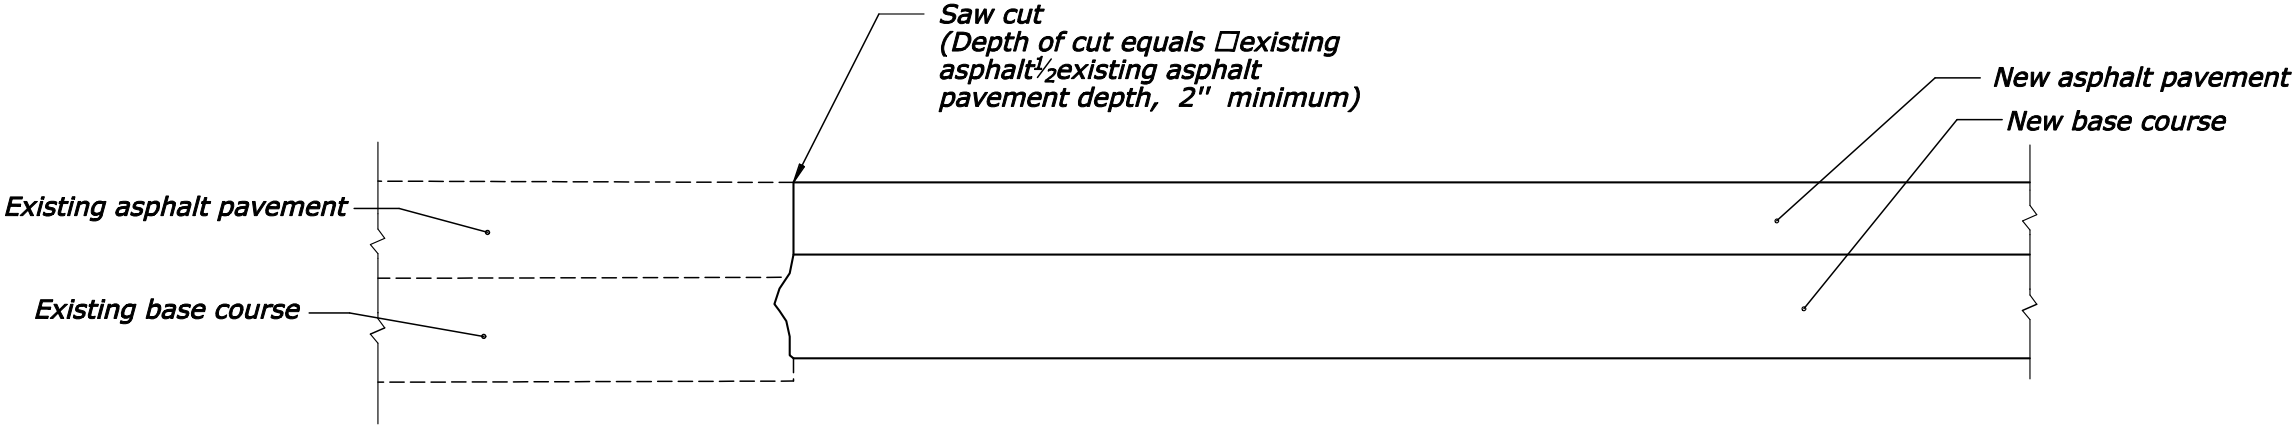 Saw cut
(Depth of cut equals □existing
asphalt½existing asphalt
pavement depth, 2" minimum)
New asphalt pavement
New base course
Existing asphalt pavement
Existing base course